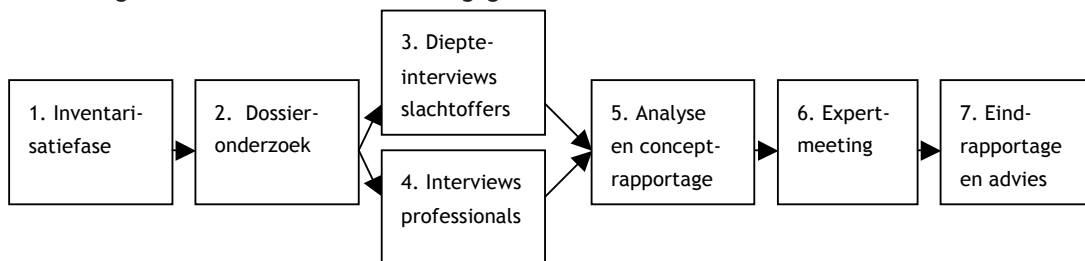 1. Inventari-
satiefase
2. Dossier-
onderzoek
3. Diepte-
interviews
slachtoffers
4. Interviews
professionals
5. Analyse
en concept-
rapportage
6. Expert-
meeting
7. Eind-
rapportage
en advies